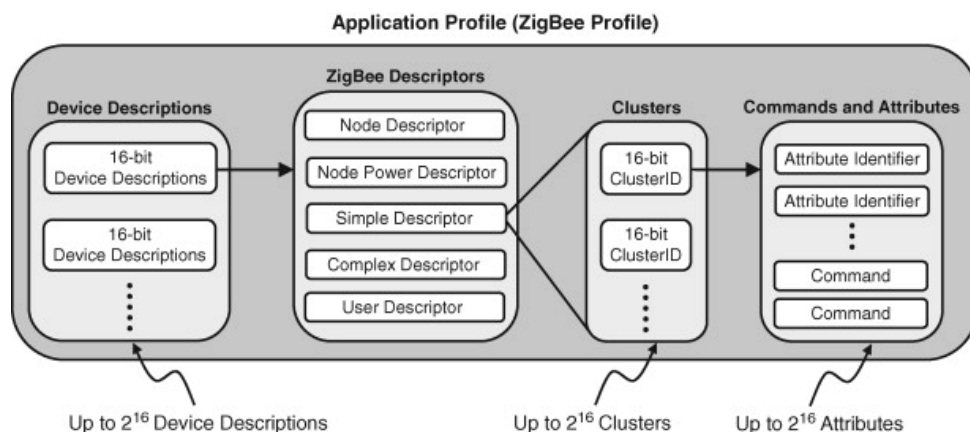 Application Profile (ZigBee Profile)
ZigBee Descriptors
Device Descriptions
Clusters
Commands and Attributes
16-bit
Device Descriptions
16-bit
Device Descriptions
Node Descriptor
Node Power Descriptor
Simple Descriptor
Complex Descriptor
User Descriptor
16-bit
ClusterID
16-bit
ClusterID
Attribute Identifier
Attribute Identifier
Command
Command
Up to 2¹⁶ Device Descriptions
Up to 2¹⁶ Clusters
Up to 2¹⁶ Attributes